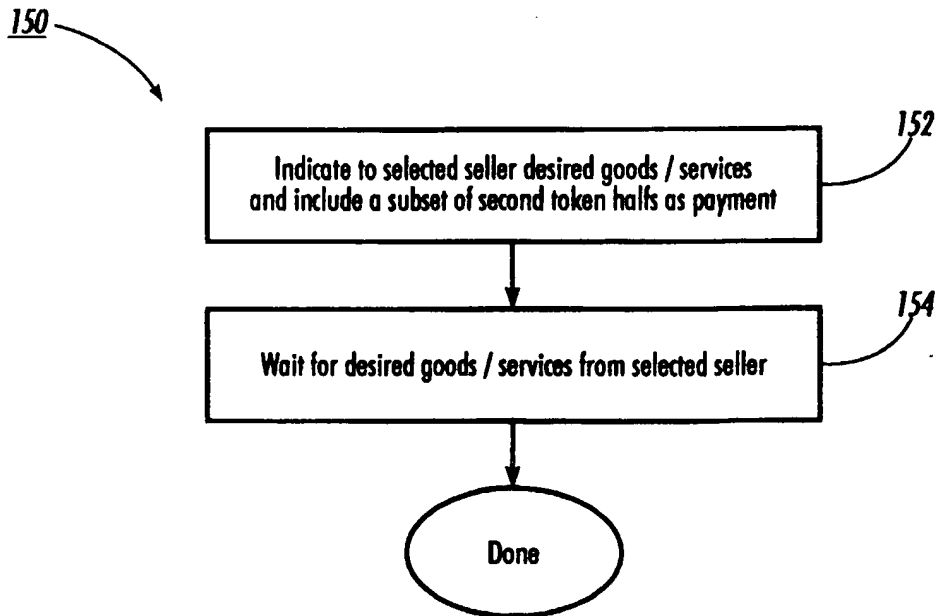 150
152
Indicate to selected seller desired goods / services
and include a subset of second token halfs as payment
154
Wait for desired goods / services from selected seller
Done